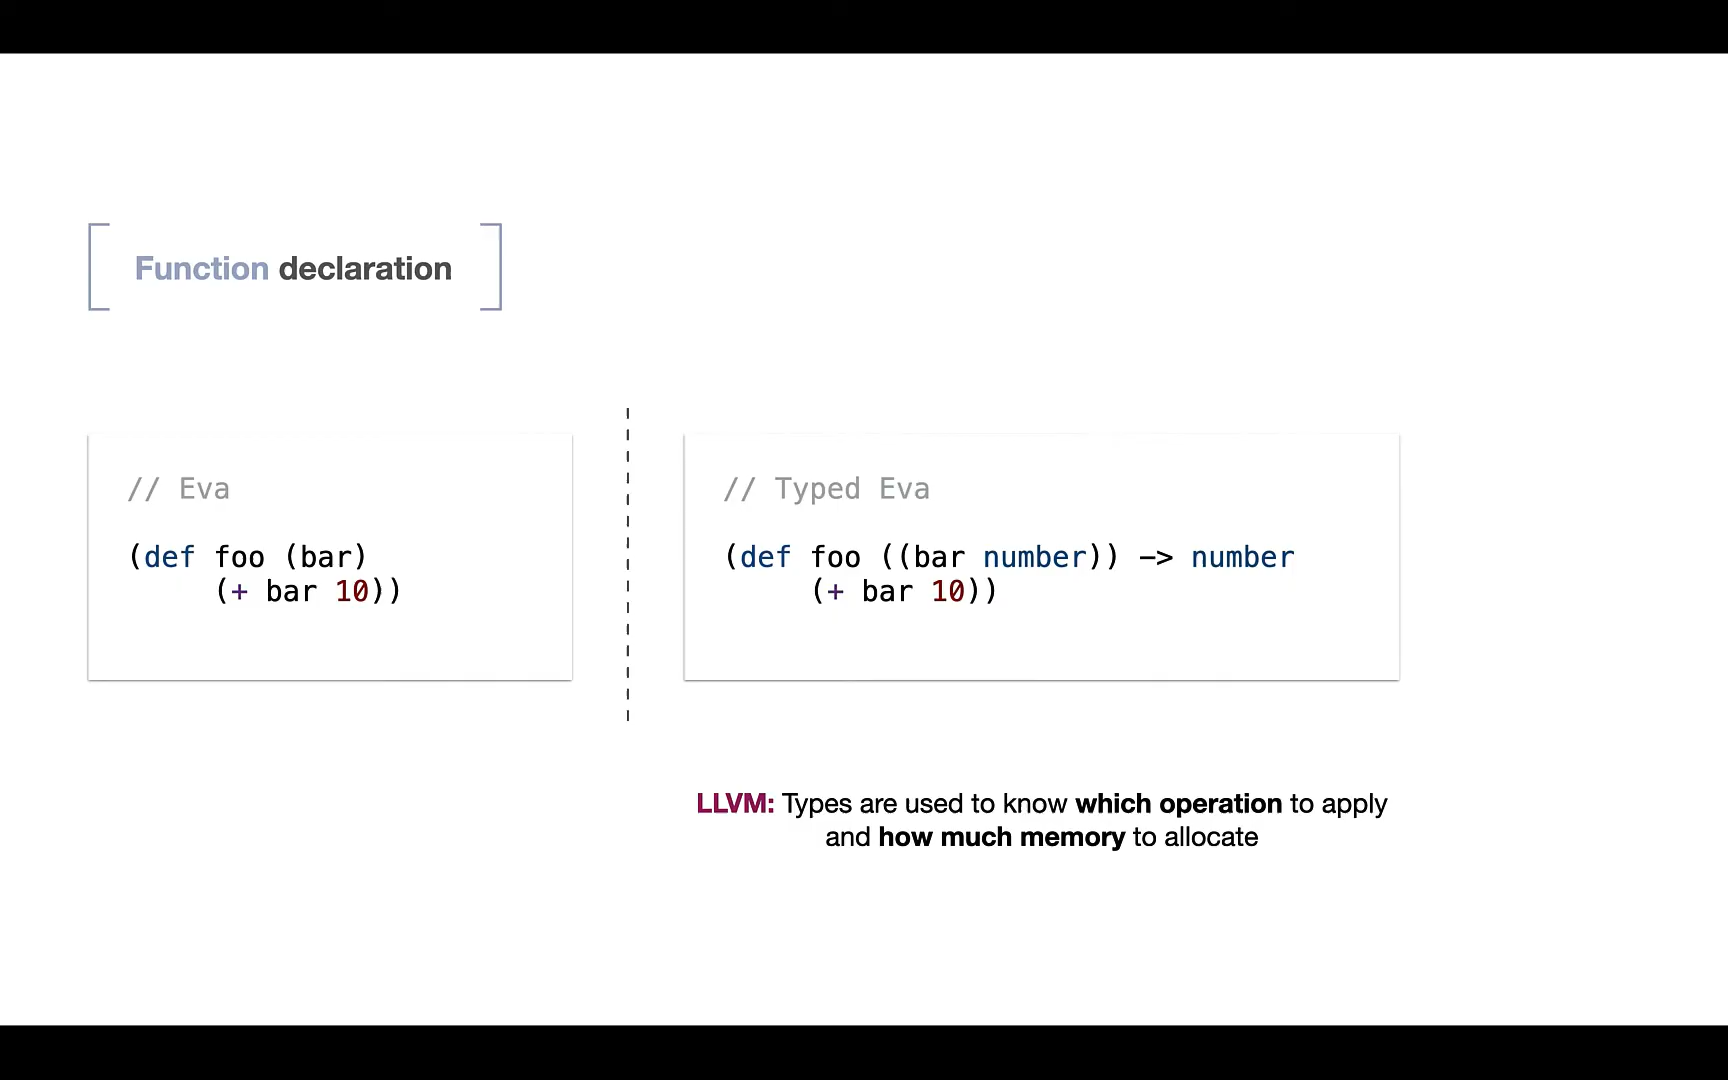 Function declaration
// Eva
(def foo (bar)
(+ bar 10))
// Typed Eva
(def foo ((bar number)) -> number
(+ bar 10))
LLVM: Types are used to know which operation to apply
and how much memory to allocate